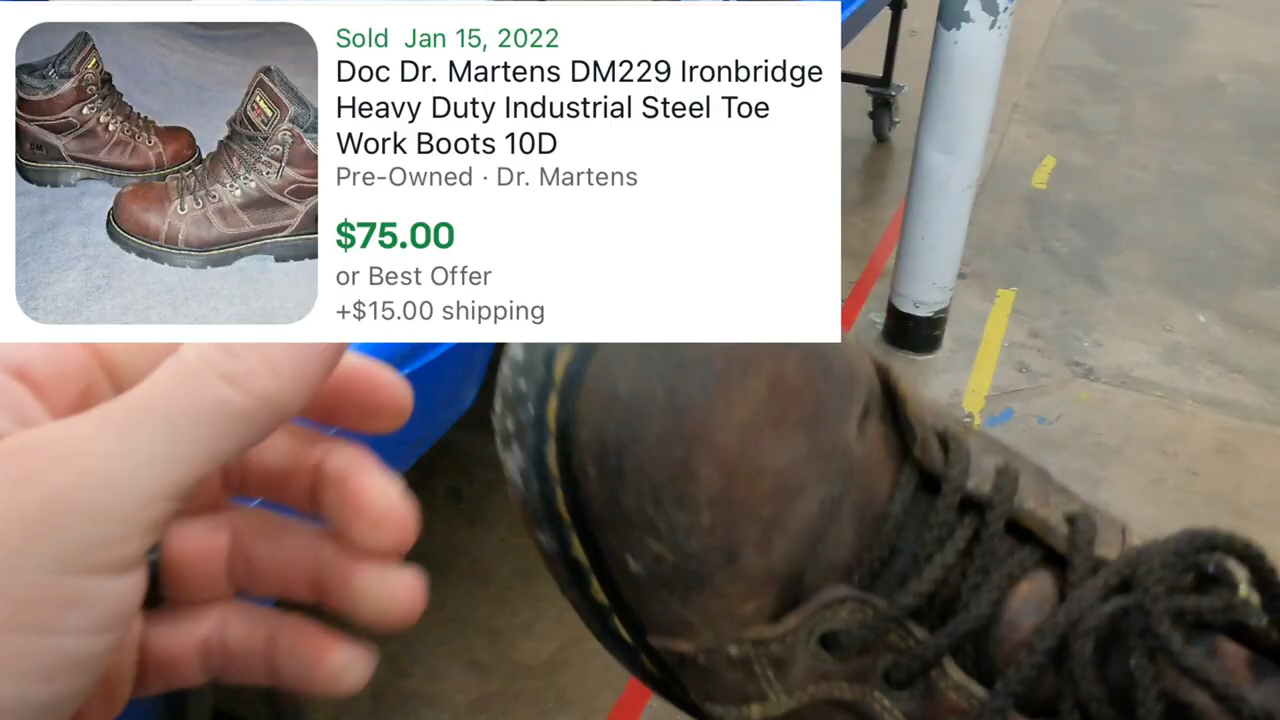 Sold Jan 15, 2022
Doc Dr. Martens DM229 Ironbridge
Heavy Duty Industrial Steel Toe
Work Boots 10D
Pre-Owned · Dr. Martens
$75.00
or Best Offer
+$15.00 shipping